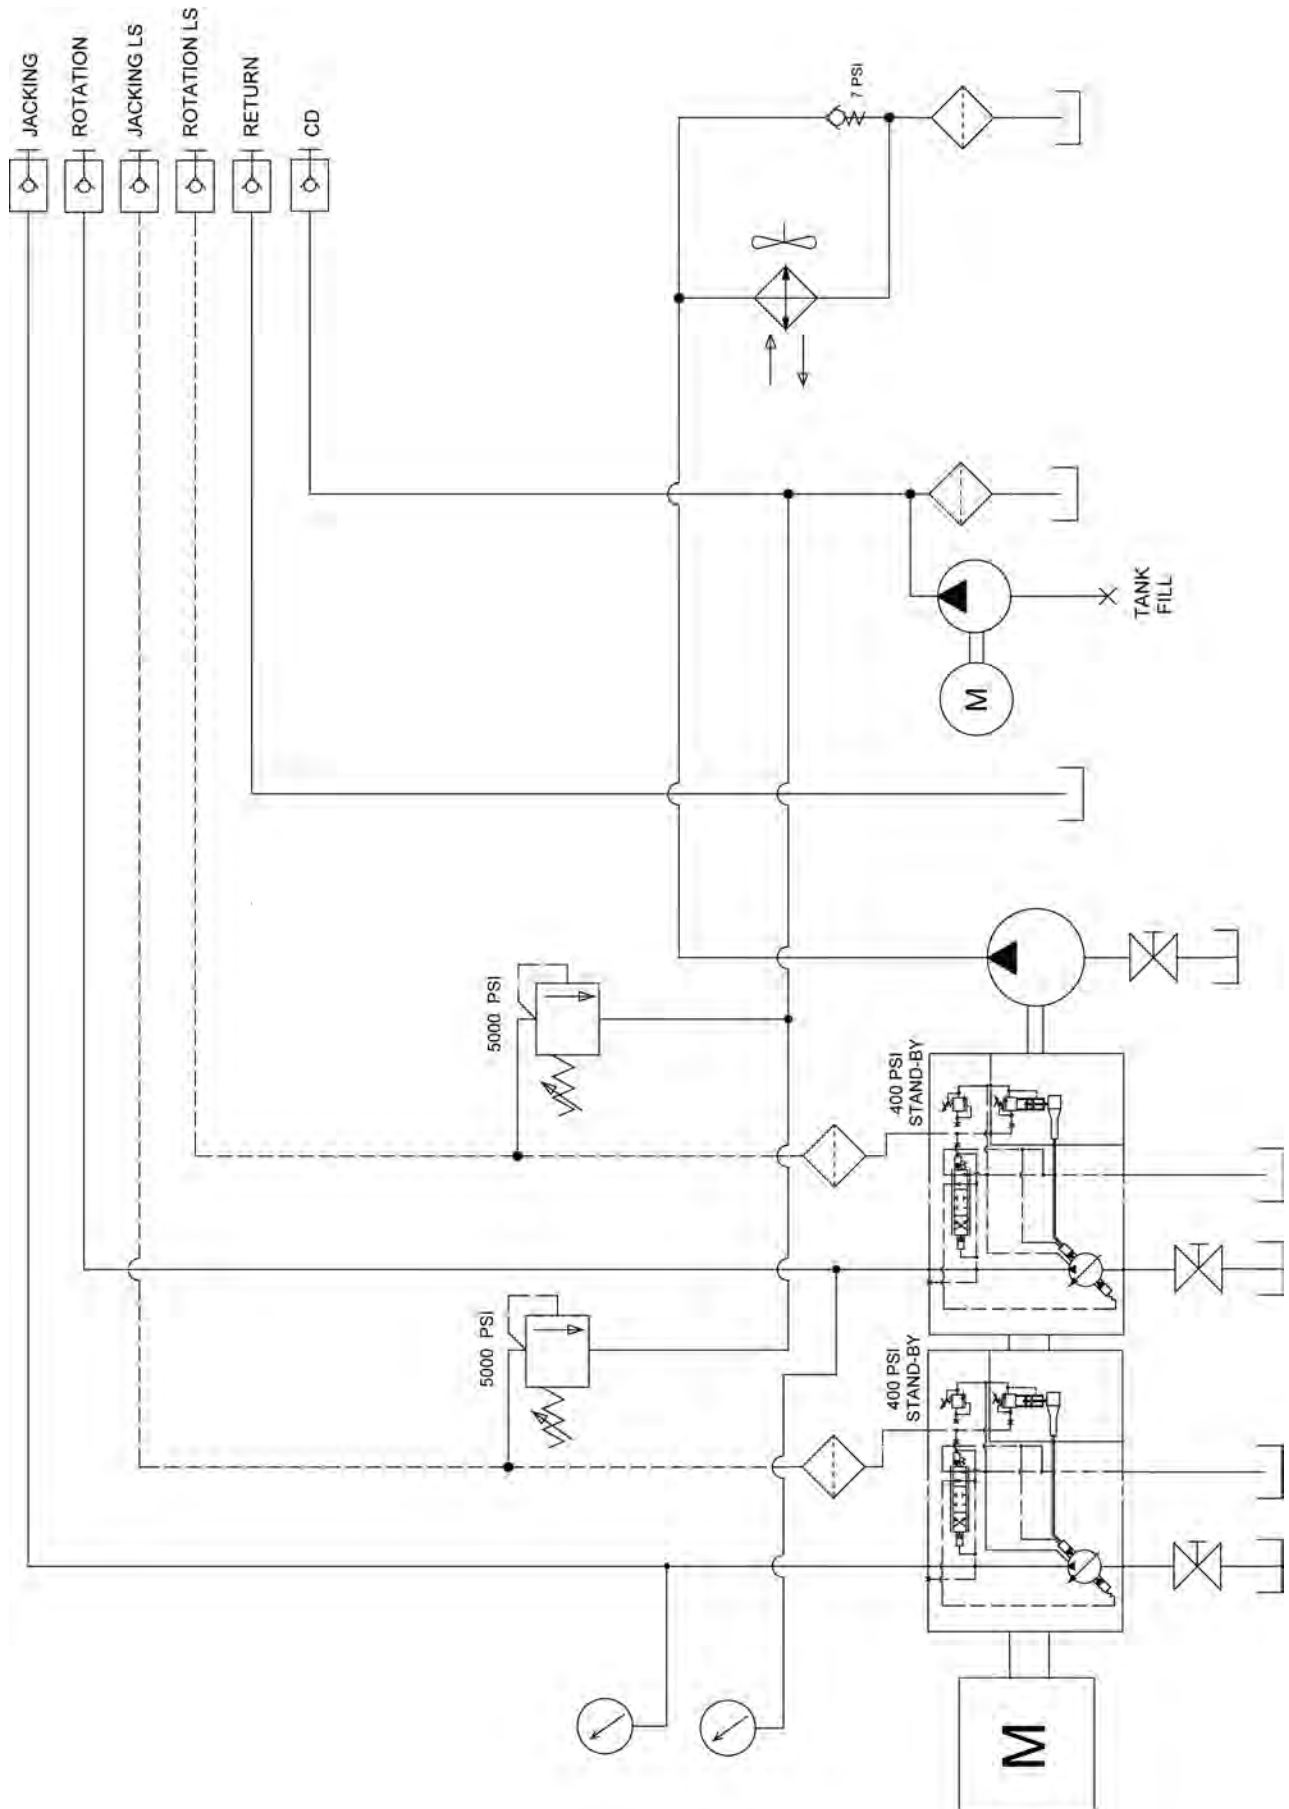 JACKING
ROTATION
JACKING LS
ROTATION LS
RETURN
CD
7 PSI
TANK
FILL
M
5000 PSI
400 PSI
STAND-BY
5000 PSI
400 PSI
STAND-BY
M